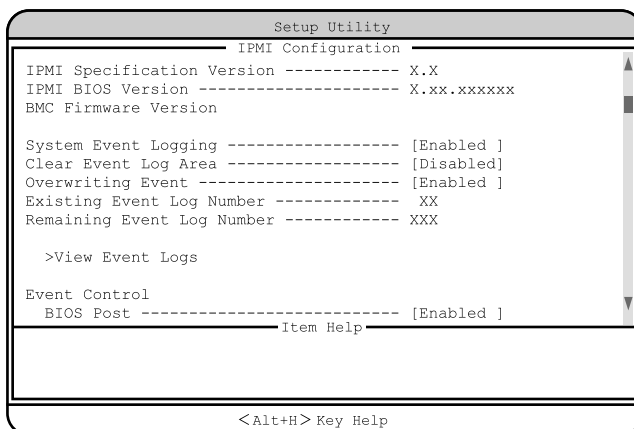 Setup Utility
IPMI Configuration
IPMI Specification Version ------------ X.X
IPMI BIOS Version --------------------- X.xx.xxxxxx
BMC Firmware Version
System Event Logging ------------------ [Enabled ]
Clear Event Log Area ------------------ [Disabled]
Overwriting Event --------------------- [Enabled ]
Existing Event Log Number ------------- XX
Remaining Event Log Number ------------ XXX
>View Event Logs
Event Control
BIOS Post --------------------------- [Enabled ]
Item Help
<Alt+H> Key Help